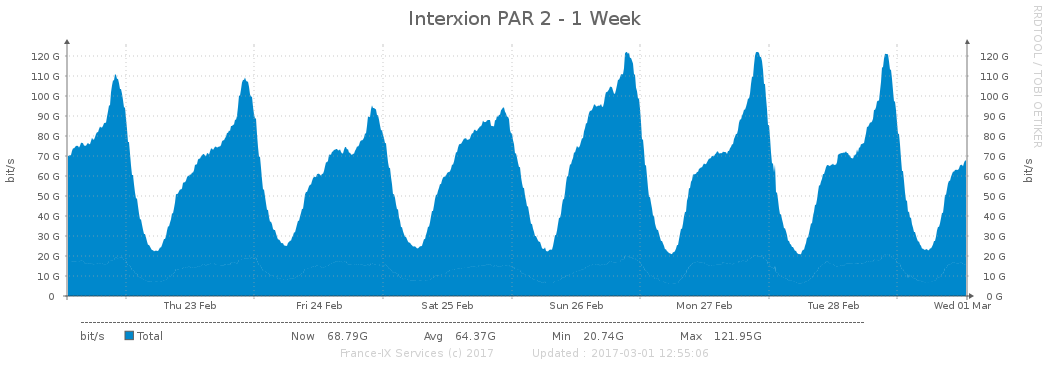 Interxion PAR 2 - 1 Week
RRDTOOL / TOBI OETIKER
bit/s
120 G 120 G
110 G 110 G
100 G 100 G
90 G 90 G
80 G 80 G
70 G 70 G
60 G 60 G
50 G 50 G
40 G 40 G
30 G 30 G
20 G 20 G
10 G 10 G
0 0 G
bit/s
Thu 23 Feb Fri 24 Feb Sat 25 Feb Sun 26 Feb Mon 27 Feb Tue 28 Feb Wed 01 Mar
bit/s Total Now 68.79G Avg 64.37G Min 20.74G Max 121.95G
France-IX Services (c) 2017 Updated : 2017-03-01 12:55:06